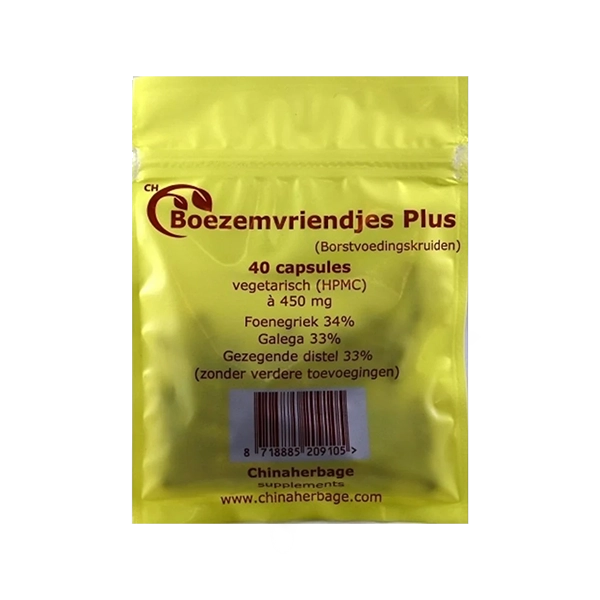 CH
Boezemvriendjes Plus
(Borstvoedingskruiden)
40 capsules
vegetarisch (HPMC)
à 450 mg
Foenegriek 34%
Galega 33%
Gezegende distel 33%
(zonder verdere toevoegingen)
8 718885 209105 >
Chinaherbage
supplements
www.chinaherbage.com